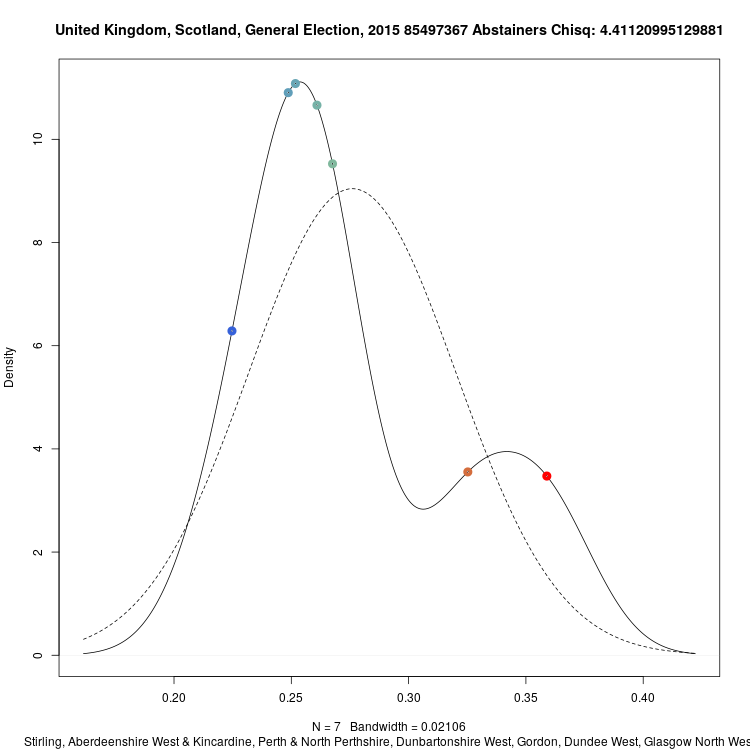 United Kingdom, Scotland, General Election, 2015 85497367 Abstainers Chisq: 4.41120995129881
Density
10
8
6
4
2
0
0.20 0.25 0.30 0.35 0.40
N = 7 Bandwidth = 0.02106
Stirling, Aberdeenshire West & Kincardine, Perth & North Perthshire, Dunbartonshire West, Gordon, Dundee West, Glasgow North Wes